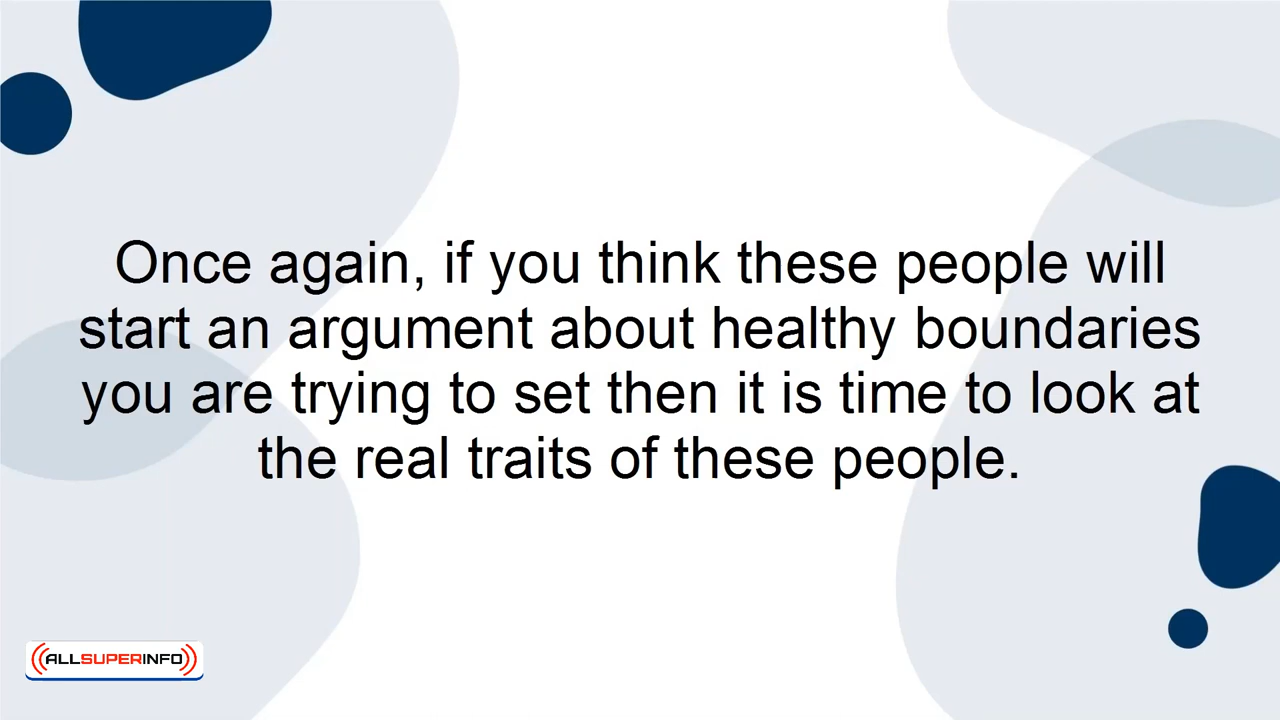 Once again, if you think these people will
start an argument about healthy boundaries
you are trying to set then it is time to look at
the real traits of these people.
ALLSUPERINFO